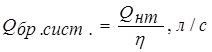 Qбр.сист. = Qнт / η, л / с